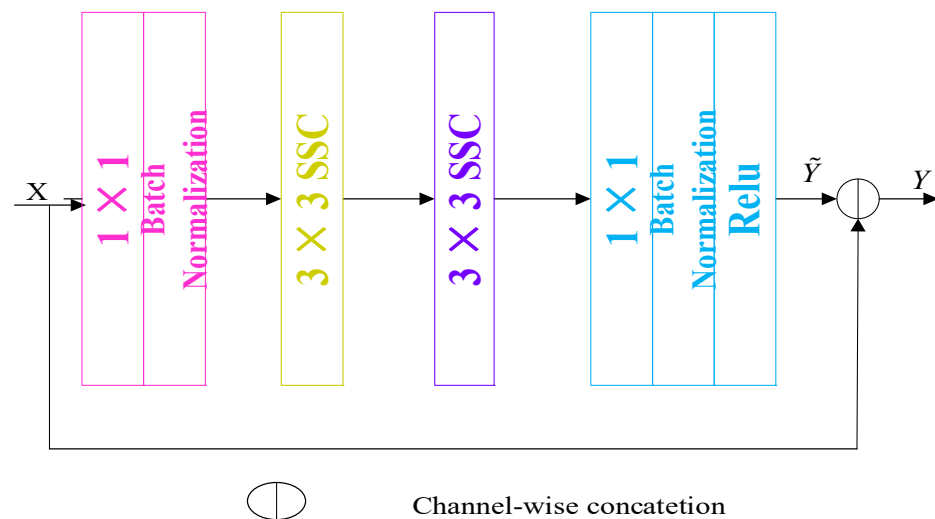 X
1 × 1
Batch
Normalization
3 × 3 SSC
3 × 3 SSC
1 × 1
Batch
Normalization
Relu
Ỹ
Y
Channel-wise concatetion